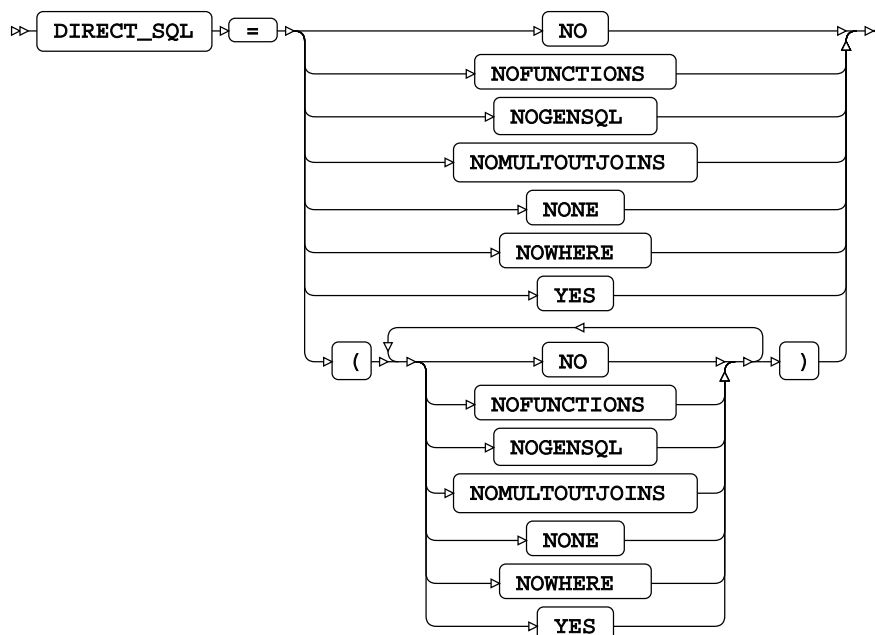 DIRECT_SQL = NO
NOFUNCTIONS
NOGENSQL
NOMULTOUTJOINS
NONE
NOWHERE
YES
( NO )
NOFUNCTIONS
NOGENSQL
NOMULTOUTJOINS
NONE
NOWHERE
YES